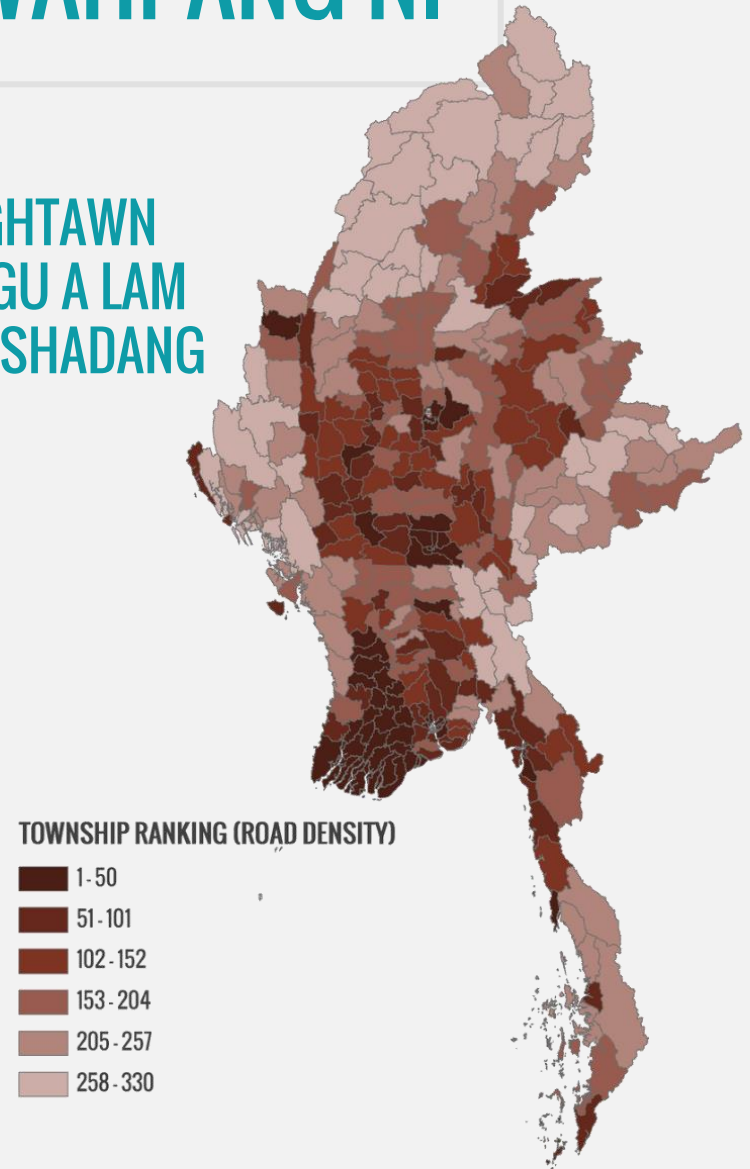 GHTAWN
GU A LAM
SHADANG
TOWNSHIP RANKING (ROAD DENSITY)
1 - 50
51 - 101
102 - 152
153 - 204
205 - 257
258 - 330